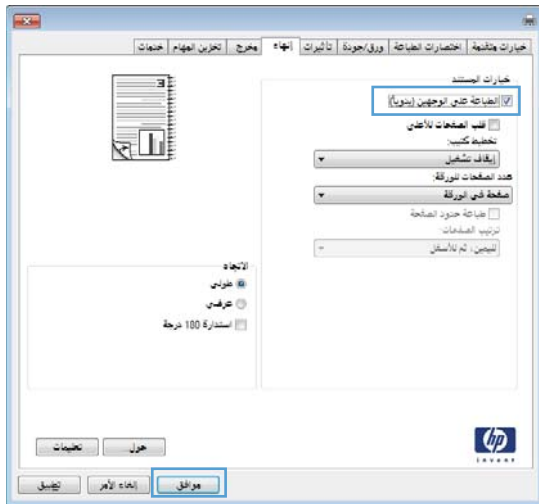 خيارات متقدمة
اختصارات الطباعة
ورق/جودة
تأثيرات
إنهاء
مخرج
تخزين المهام
خدمات
خيارات المستند
الطباعة على الوجهين (يدوياً)
قلب الصفحات للأعلى
تخطيط كتيب:
إيقاف تشغيل
عدد الصفحات للورقة:
صفحة في الورقة
طباعة حدود الصفحة
ترتيب الصفحات:
لليمين، ثم للأسفل
الاتجاه
طولي
عرضي
استدارة 180 درجة
hp
invent
حول
تعليمات
موافق
إلغاء الأمر
تطبيق